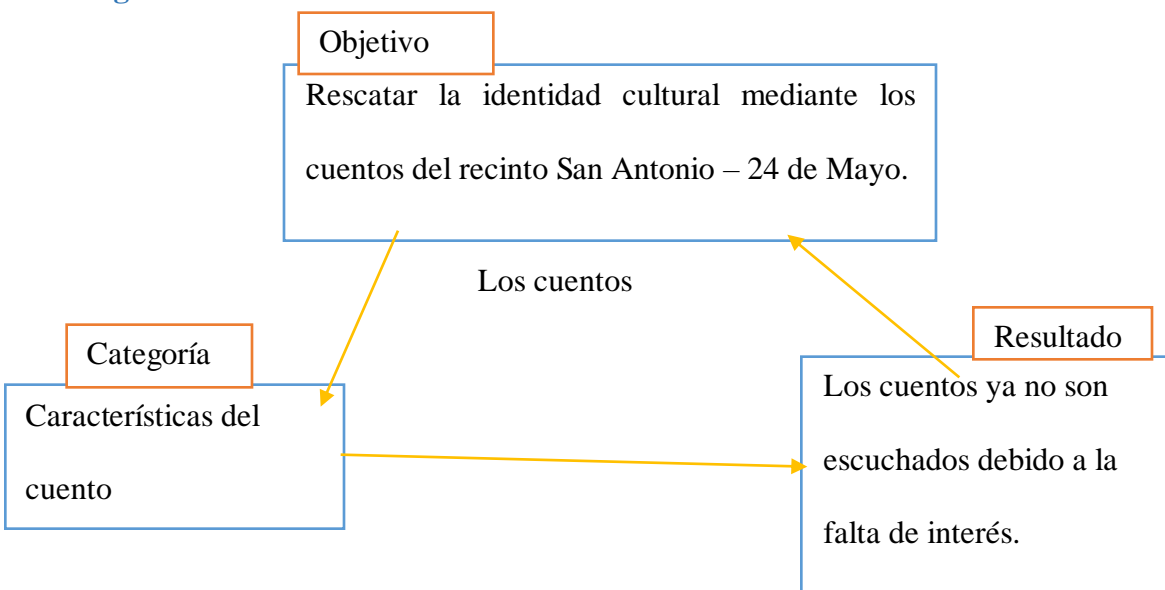 Objetivo
Rescatar la identidad cultural mediante los
cuentos del recinto San Antonio – 24 de Mayo.
Los cuentos
Categoría
Característícas del
cuento
Resultado
Los cuentos ya no son
escuchados debido a la
falta de interés.